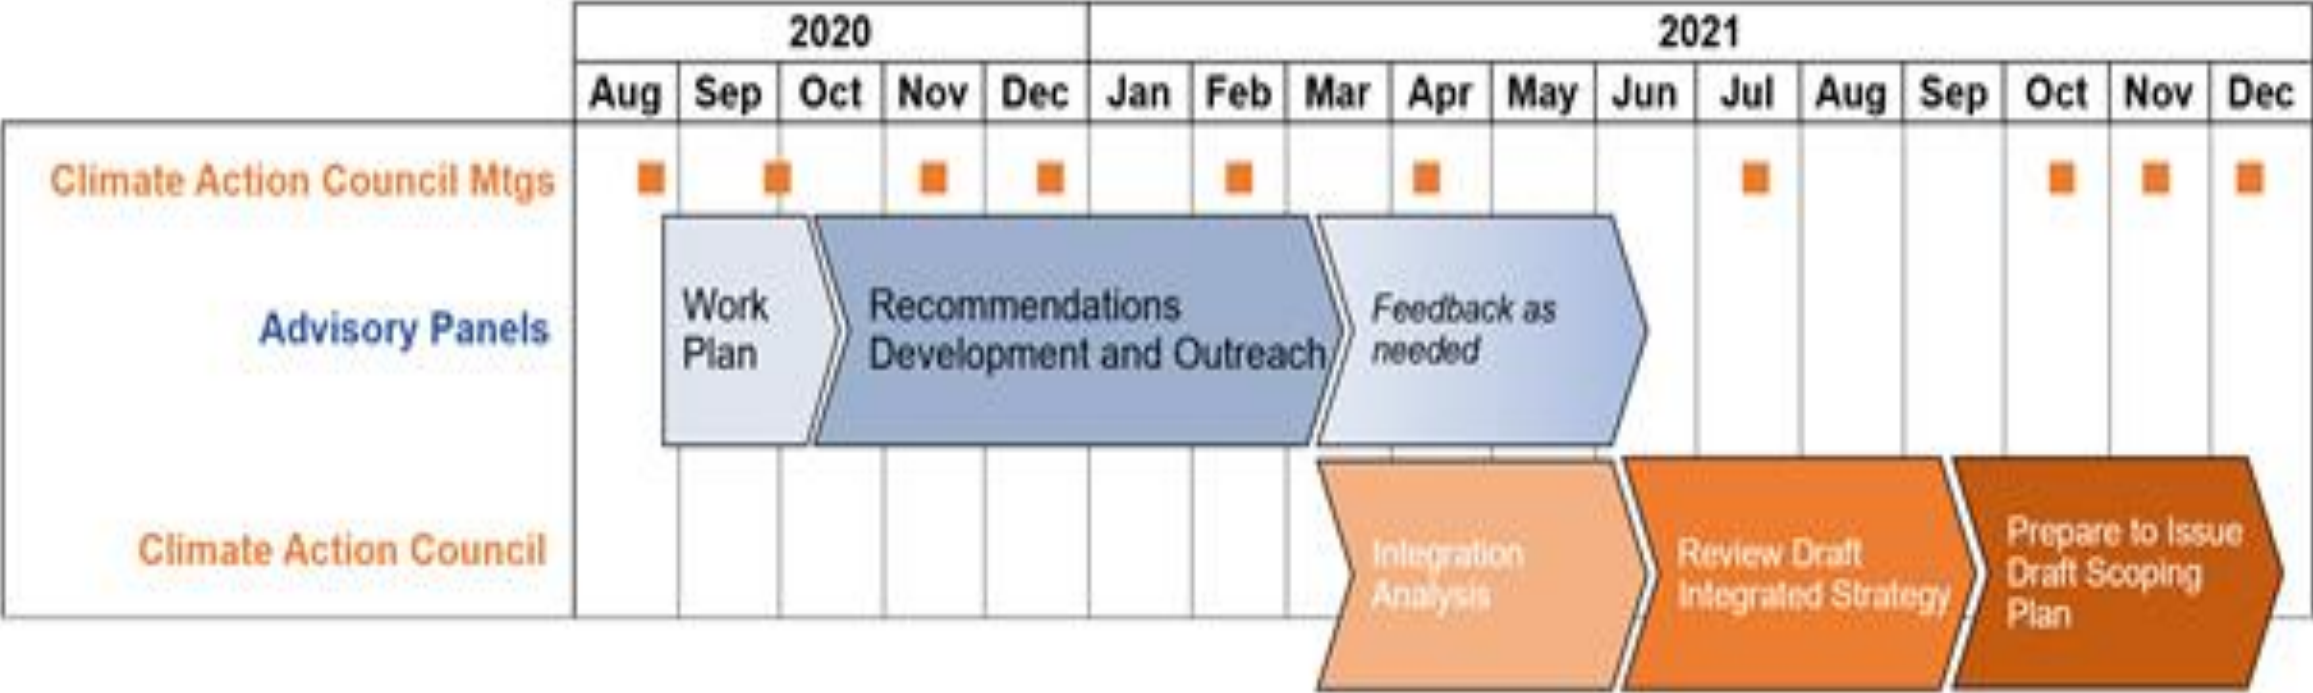 2020 2021
Aug Sep Oct Nov Dec Jan Feb Mar Apr May Jun Jul Aug Sep Oct Nov Dec
Climate Action Council Mtgs
Advisory Panels
Work
Plan
Recommendations
Development and Outreach
Feedback as
needed
Climate Action Council
Integration
Analysis
Review Draft
Integrated Strategy
Prepare to Issue
Draft Scoping
Plan